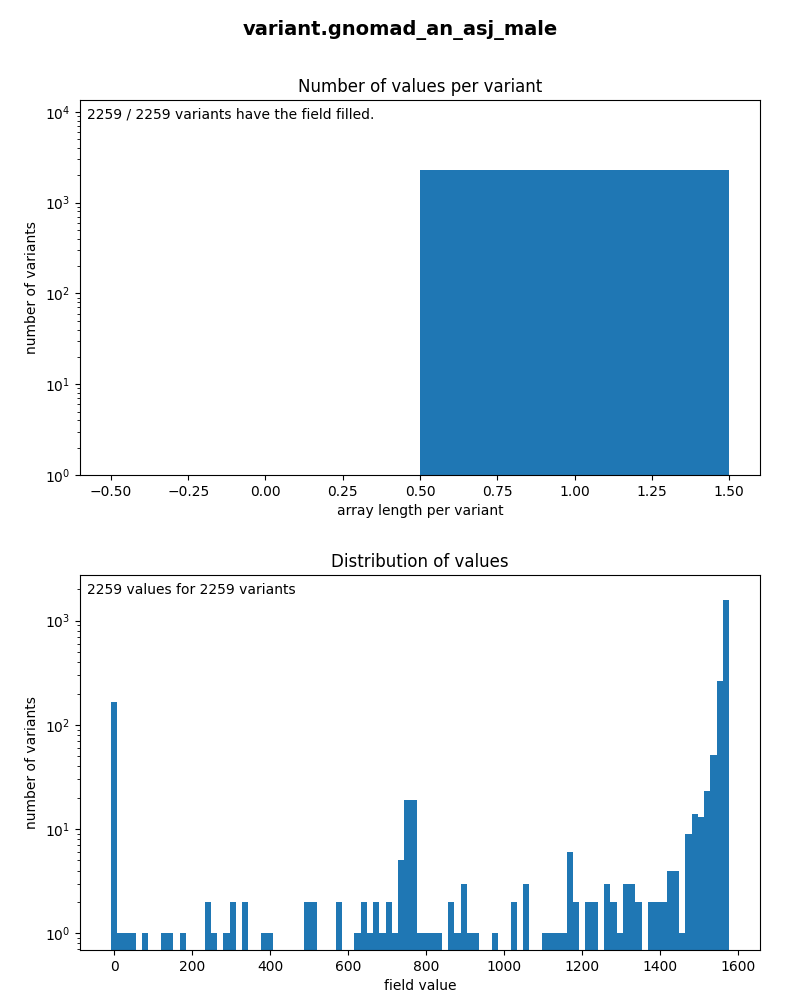 variant.gnomad_an_asj_male
Number of values per variant
2259 / 2259 variants have the field filled.
10⁴
10³
10²
10¹
10⁰
number of variants
−0.50 −0.25 0.00 0.25 0.50 0.75 1.00 1.25 1.50
array length per variant
Distribution of values
2259 values for 2259 variants
10³
10²
10¹
10⁰
number of variants
0 200 400 600 800 1000 1200 1400 1600
field value